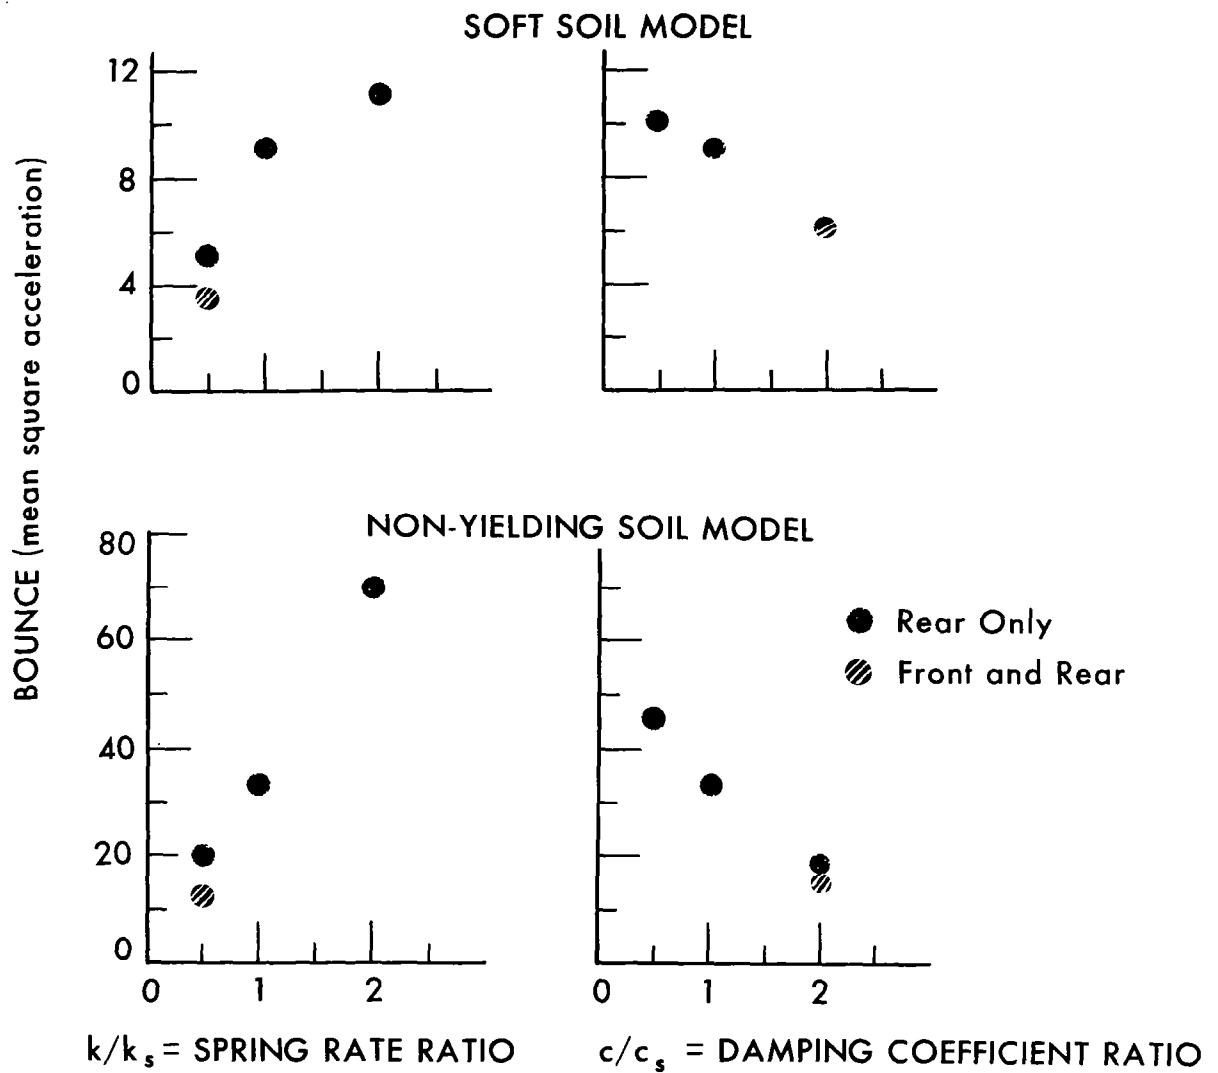 SOFT SOIL MODEL
12
8
4
0
BOUNCE (mean square acceleration)
NON-YIELDING SOIL MODEL
80
60
40
20
0
Rear Only
Front and Rear
0 1 2
0 1 2
k/ks = SPRING RATE RATIO
c/cs = DAMPING COEFFICIENT RATIO